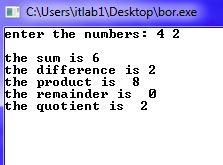 C:\Users\itlab1\Desktop\bor.exe
enter the numbers: 4 2
the sum is 6
the difference is 2
the product is  8
the remainder is  0
the quotient is  2